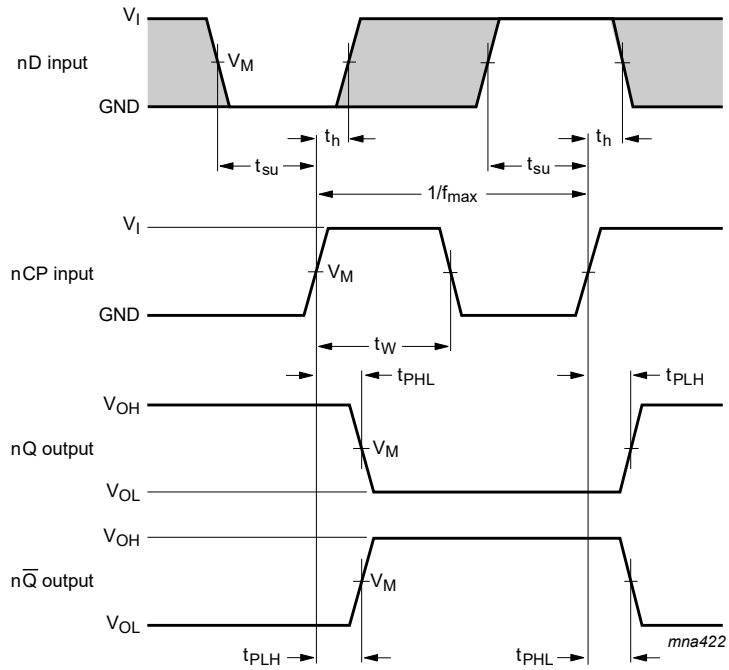 V_I
nD input
V_M
GND
t_h
t_h
t_su
t_su
1/f_max
V_I
nCP input
V_M
GND
t_W
t_PHL
t_PLH
V_OH
nQ output
V_M
V_OL
V_OH
nQ̅ output
V_M
V_OL
mna422
t_PLH
t_PHL